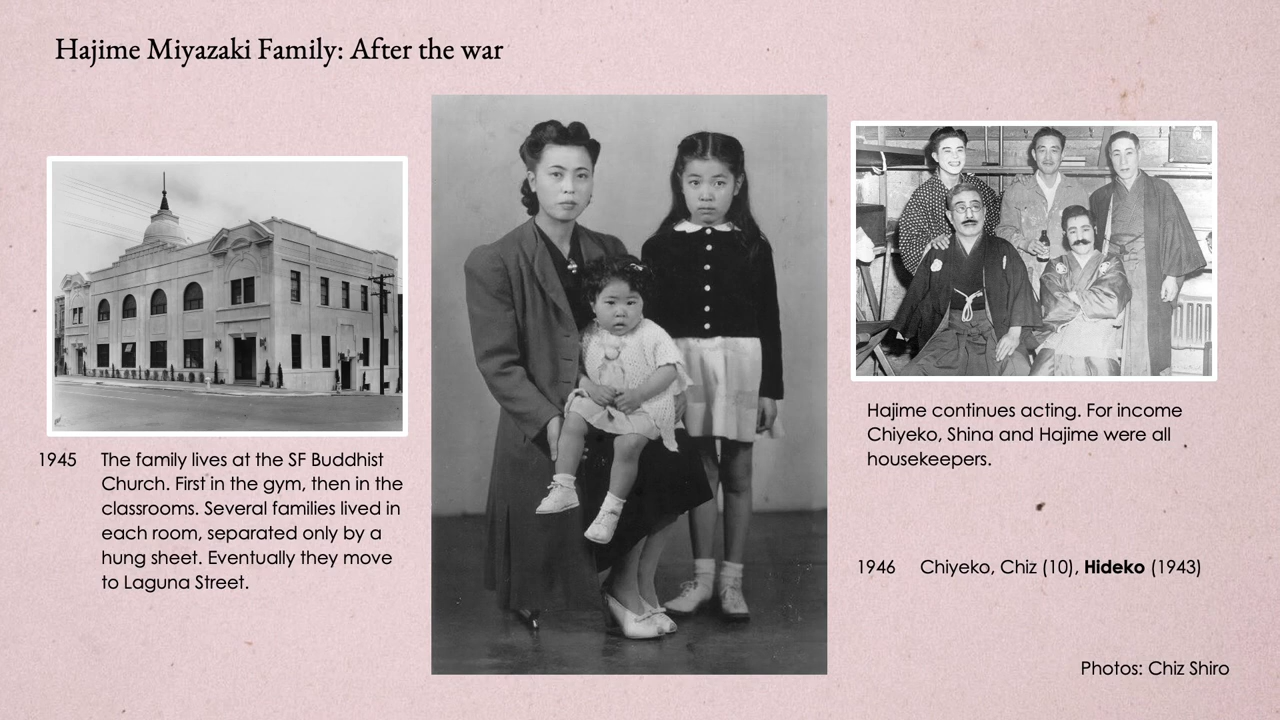 Hajime Miyazaki Family: After the war
1945 The family lives at the SF Buddhist
Church. First in the gym, then in the
classrooms. Several families lived in
each room, separated only by a
hung sheet. Eventually they move
to Laguna Street.
Hajime continues acting. For income
Chiyeko, Shina and Hajime were all
housekeepers.
1946 Chiyeko, Chiz (10), Hideko (1943)
Photos: Chiz Shiro